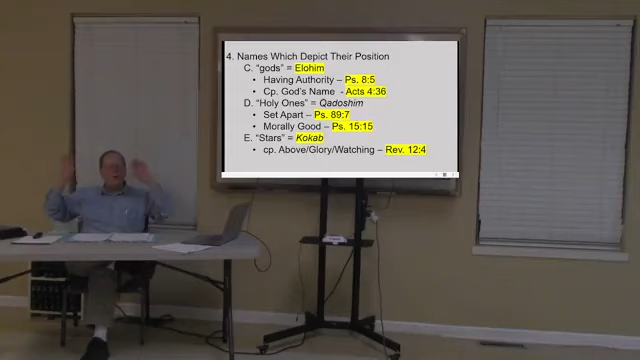 4. Names Which Depict Their Position
C. “gods” = Elohim
• Having Authority – Ps. 8:5
• Cp. God’s Name - Acts 4:36
D. “Holy Ones” = Qadoshim
• Set Apart – Ps. 89:7
• Morally Good – Ps. 15:15
E. “Stars” = Kokab
• cp. Above/Glory/Watching – Rev. 12:4